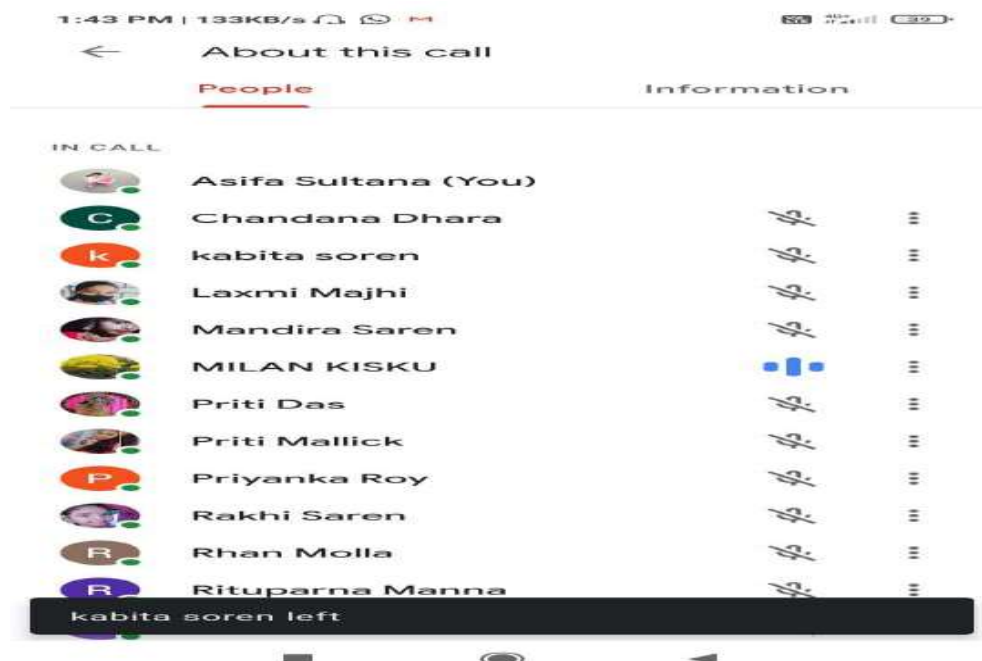 1:43 PM | 133KB/s
About this call
People Information
IN CALL
Asifa Sultana (You)
C Chandana Dhara
k kabita soren
Laxmi Majhi
Mandira Saren
MILAN KISKU
Priti Das
Priti Mallick
P Priyanka Roy
Rakhi Saren
R Rhan Molla
R Rituparna Manna
kabita soren left